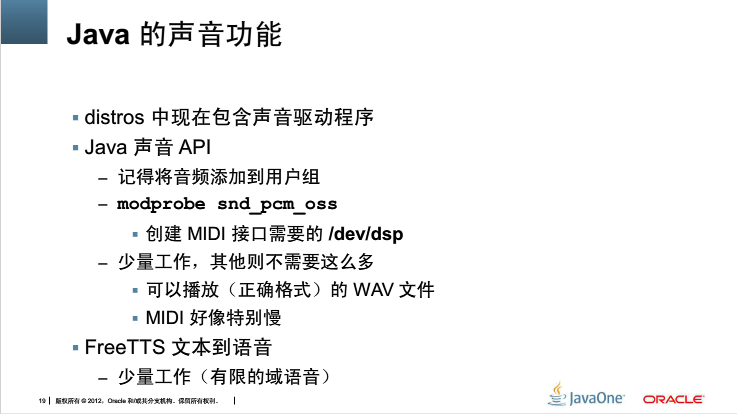 Java 的声音功能
▪ distros 中现在包含声音驱动程序
▪ Java 声音 API
– 记得将音频添加到用户组
– modprobe snd_pcm_oss
▪ 创建 MIDI 接口需要的 /dev/dsp
– 少量工作，其他则不需要这么多
▪ 可以播放（正确格式）的 WAV 文件
▪ MIDI 好像特别慢
▪ FreeTTS 文本到语音
– 少量工作（有限的域语音）
19 版权所有 © 2012，Oracle 和/或其分支机构。保留所有权利。
JavaOne
ORACLE